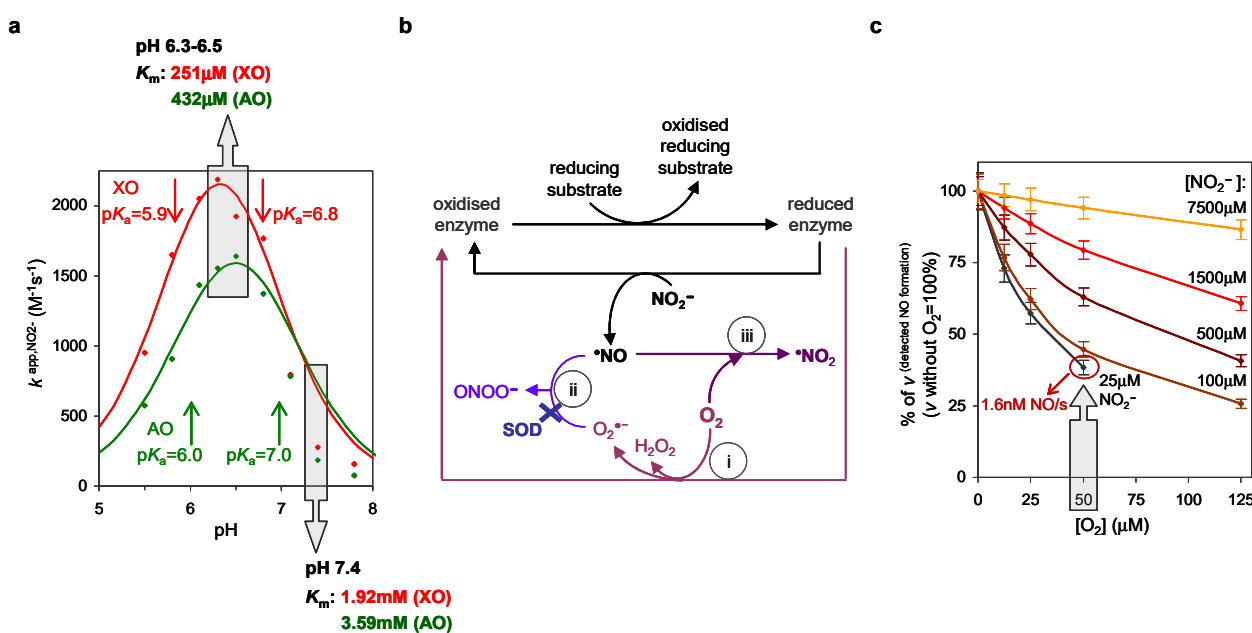 a
pH 6.3-6.5
Km: 251µM (XO)
432µM (AO)
k app,NO2- (M-1s-1)
2000
1500
1000
500
0
XO
pKa=5.9
pKa=6.8
AO
pKa=6.0
pKa=7.0
5
6
7
8
pH
pH 7.4
Km: 1.92mM (XO)
3.59mM (AO)
b
oxidised
reducing
substrate
reducing
substrate
oxidised
enzyme
reduced
enzyme
NO2–
•NO
iii
•NO2
ONOO–
ii
SOD
O2•–
O2
H2O2
i
c
% of v (detected NO formation)
(v without O2=100%)
100
75
50
25
0
[NO2–]:
7500µM
1500µM
500µM
100µM
25µM
NO2–
1.6nM NO/s
0
25
50
75
100
125
[O2] (µM)